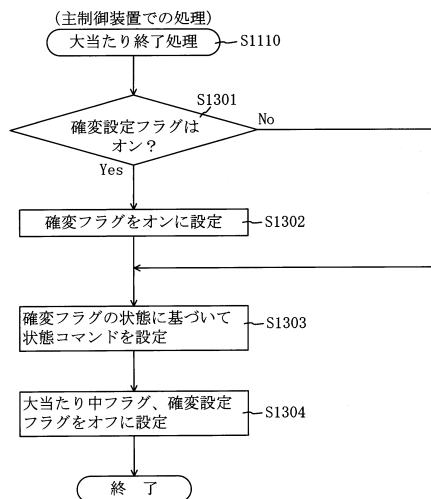 (主制御装置での処理)
大当たり終了処理
S1110
S1301
確変設定フラグは
オン？
No
Yes
確変フラグをオンに設定
S1302
確変フラグの状態に基づいて
状態コマンドを設定
S1303
大当たり中フラグ、確変設定
フラグをオフに設定
S1304
終 了